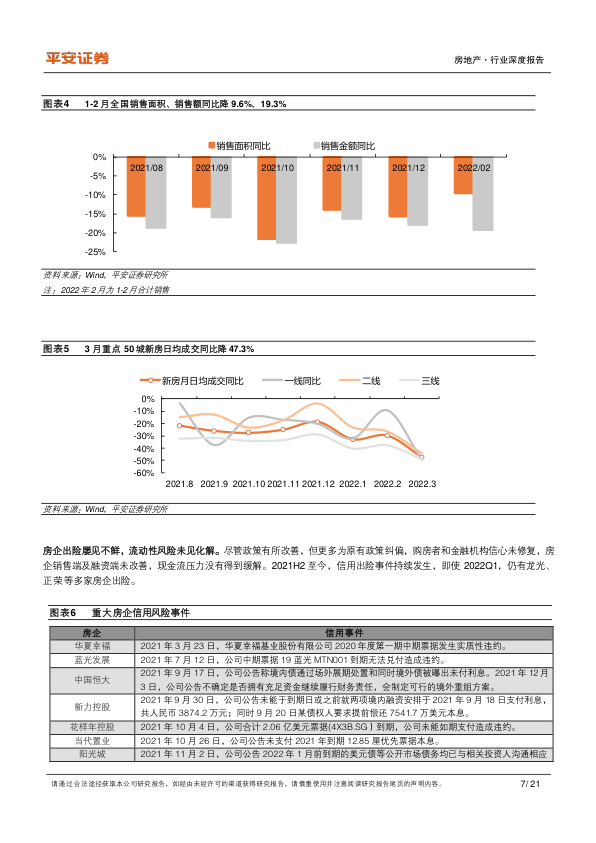 平安证券
房地产·行业深度报告
图表4 1-2月全国销售面积、销售额同比降 9.6%、19.3%
销售面积同比 销售金额同比
0%
-5%
-10%
-15%
-20%
-25%
2021/08 2021/09 2021/10 2021/11 2021/12 2022/02
资料来源：Wind，平安证券研究所
注：2022 年 2 月为 1-2 月合计销售
图表5 3 月重点 50 城新房日均成交同比降 47.3%
新房月日均成交同比 一线同比 二线 三线
0%
-10%
-20%
-30%
-40%
-50%
-60%
2021.8 2021.9 2021.10 2021.11 2021.12 2022.1 2022.2 2022.3
资料来源：Wind，平安证券研究所
房企出险屡见不鲜，流动性风险未见化解。尽管政策有所改善，但更多为原有政策纠偏，购房者和金融机构信心未修复，房
企销售端及融资端未改善，现金流压力没有得到缓解。2021H2 至今，信用出险事件持续发生，即使 2022Q1，仍有龙光、
正荣等多家房企出险。
图表6 重大房企信用风险事件
房企 信用事件
华夏幸福 2021 年 3 月 23 日，华夏幸福基业股份有限公司 2020 年度第一期中期票据发生实质性违约。
蓝光发展 2021 年 7 月 12 日，公司中期票据 19 蓝光 MTN001 到期无法兑付造成违约。
中国恒大 2021 年 9 月 17 日，公司公告称境内债通过场外展期处置和同时境外债被曝出未付利息。2021 年 12 月
3 日，公司公告不确定是否拥有充足资金继续履行财务责任，会制定可行的境外重组方案。
新力控股 2021 年 9 月 30 日，公司公告未能于到期日或之前就两项境内融资安排于 2021 年 9 月 18 日支付利息，
共人民币 3874.2 万元；同时 9 月 20 日某债权人要求提前偿还 7541.7 万美元本息。
花样年控股 2021 年 10 月 4 日，公司合计 2.06 亿美元票据(4X3B.SG）到期，公司未能如期支付造成违约。
当代置业 2021 年 10 月 26 日，公司公告未支付 2021 年到期 12.85 厘优先票据本息。
阳光城 2021 年 11 月 2 日，公司公告 2022 年 1 月前到期的美元债等公开市场债务均已与相关投资人沟通相应
请通过合法途径获取本公司研究报告，如经由未经许可的渠道获得研究报告，请慎重使用并注意阅读研究报告尾页的声明内容。
7/ 21